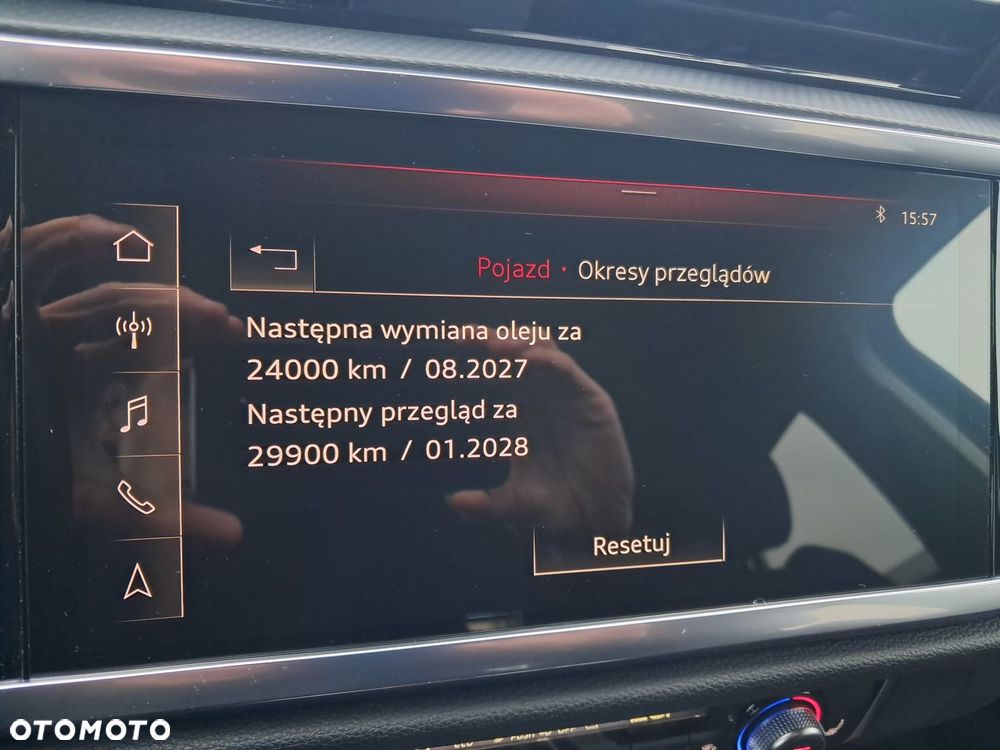 15:57
Pojazd · Okresy przeglądów
Następna wymiana oleju za
24000 km / 08.2027
Następny przegląd za
29900 km / 01.2028
Resetuj
OTOMOTO